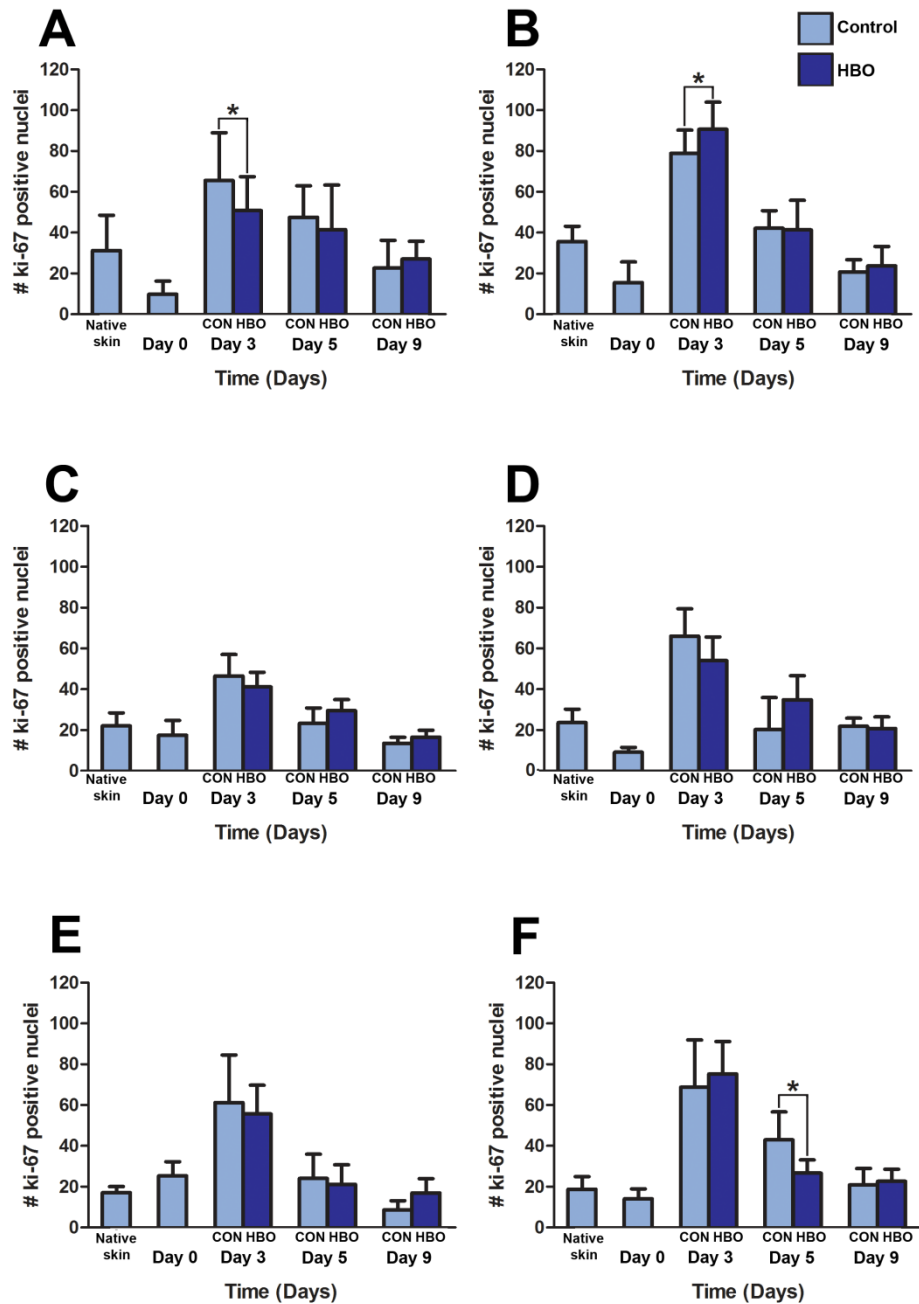 A
# ki-67 positive nuclei
120
100
80
60
40
20
0
*
Native
skin
Day 0
CON HBO
Day 3
CON HBO
Day 5
CON HBO
Day 9
Time (Days)
B
Control
HBO
# ki-67 positive nuclei
120
100
80
60
40
20
0
*
Native
skin
Day 0
CON HBO
Day 3
CON HBO
Day 5
CON HBO
Day 9
Time (Days)
C
# ki-67 positive nuclei
120
100
80
60
40
20
0
Native
skin
Day 0
CON HBO
Day 3
CON HBO
Day 5
CON HBO
Day 9
Time (Days)
D
# ki-67 positive nuclei
120
100
80
60
40
20
0
Native
skin
Day 0
CON HBO
Day 3
CON HBO
Day 5
CON HBO
Day 9
Time (Days)
E
# ki-67 positive nuclei
120
100
80
60
40
20
0
Native
skin
Day 0
CON HBO
Day 3
CON HBO
Day 5
CON HBO
Day 9
Time (Days)
F
# ki-67 positive nuclei
120
100
80
60
40
20
0
*
Native
skin
Day 0
CON HBO
Day 3
CON HBO
Day 5
CON HBO
Day 9
Time (Days)